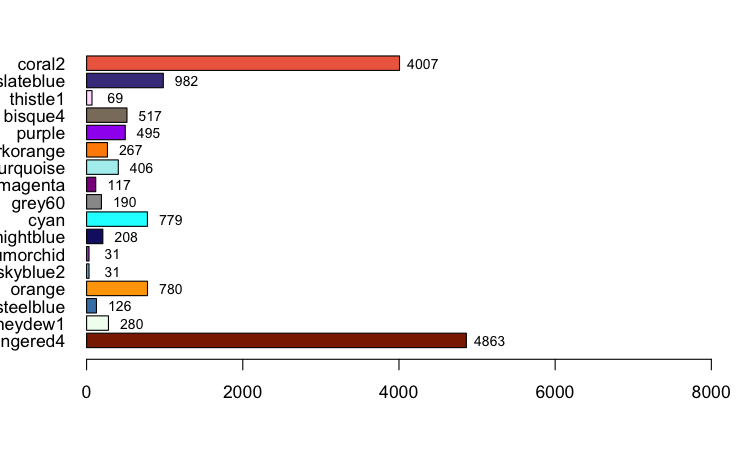 coral2 4007
slateblue 982
thistle1 69
bisque4 517
purple 495
rkorange 267
urquoise 406
magenta 117
grey60 190
cyan 779
nightblue 208
umorchid 31
skyblue2 31
orange 780
steelblue 126
neydew1 280
ngered4 4863
0 2000 4000 6000 8000